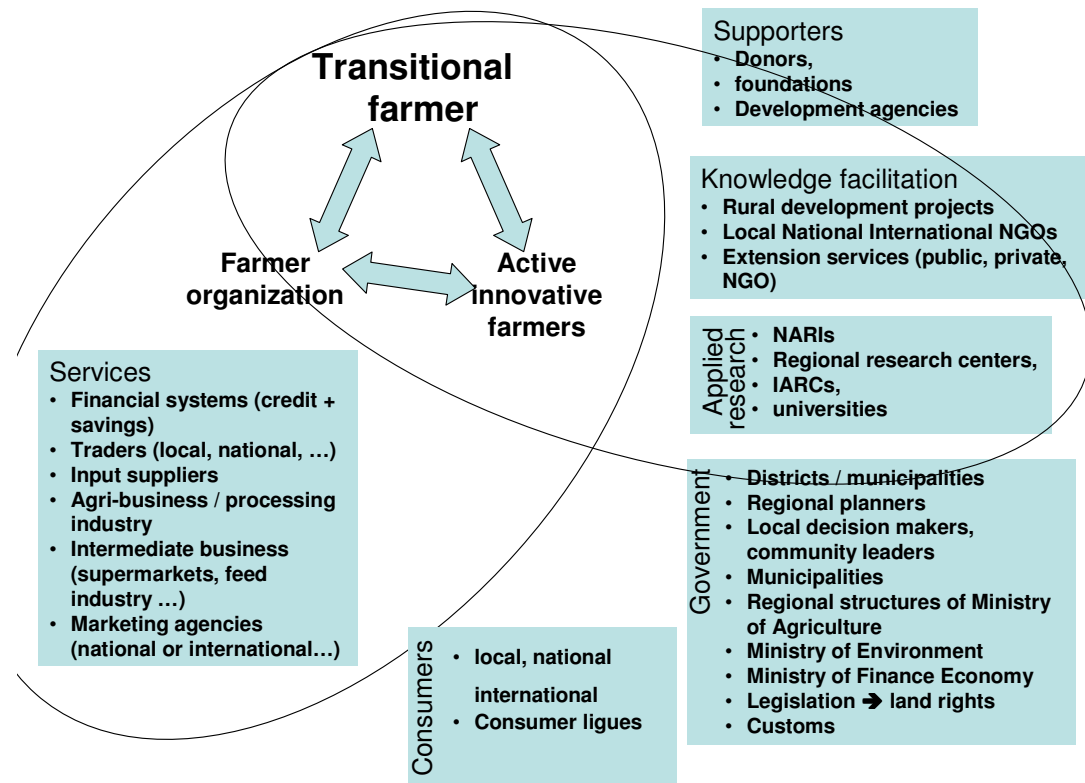 Transitional
farmer
Farmer
organization
Active
innovative
farmers
Supporters
• Donors,
• foundations
• Development agencies
Knowledge facilitation
• Rural development projects
• Local National International NGOs
• Extension services (public, private,
NGO)
Applied
research
• NARIs
• Regional research centers,
• IARCs,
• universities
Services
• Financial systems (credit +
savings)
• Traders (local, national, …)
• Input suppliers
• Agri-business / processing
industry
• Intermediate business
(supermarkets, feed
industry …)
• Marketing agencies
(national or international…)
Government
• Districts / municipalities
• Regional planners
• Local decision makers,
community leaders
• Municipalities
• Regional structures of Ministry
of Agriculture
• Ministry of Environment
• Ministry of Finance Economy
• Legislation ➔ land rights
• Customs
Consumers
• local, national
international
• Consumer ligues